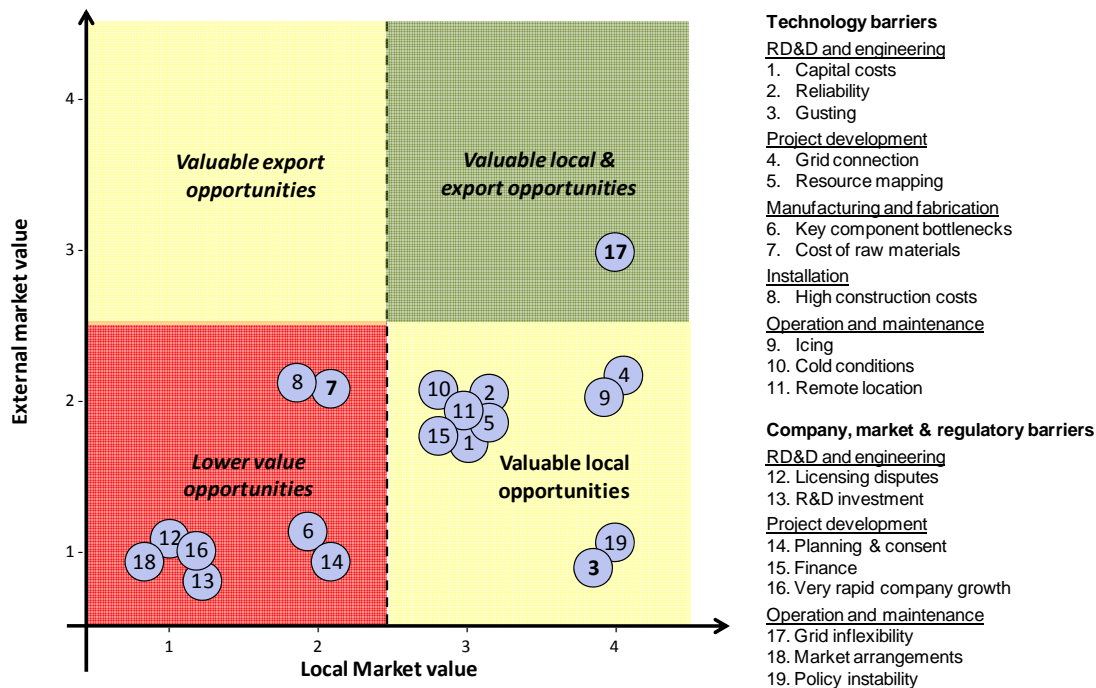 External market value
4
3
2
1
Valuable export
opportunities
Valuable local &
export opportunities
17
8
7
10
2
11
5
15
1
4
9
Lower value
opportunities
Valuable local
opportunities
12
16
18
13
6
14
19
3
1
2
3
4
Local Market value
Technology barriers
RD&D and engineering
1. Capital costs
2. Reliability
3. Gusting
Project development
4. Grid connection
5. Resource mapping
Manufacturing and fabrication
6. Key component bottlenecks
7. Cost of raw materials
Installation
8. High construction costs
Operation and maintenance
9. Icing
10. Cold conditions
11. Remote location
Company, market & regulatory barriers
RD&D and engineering
12. Licensing disputes
13. R&D investment
Project development
14. Planning & consent
15. Finance
16. Very rapid company growth
Operation and maintenance
17. Grid inflexibility
18. Market arrangements
19. Policy instability